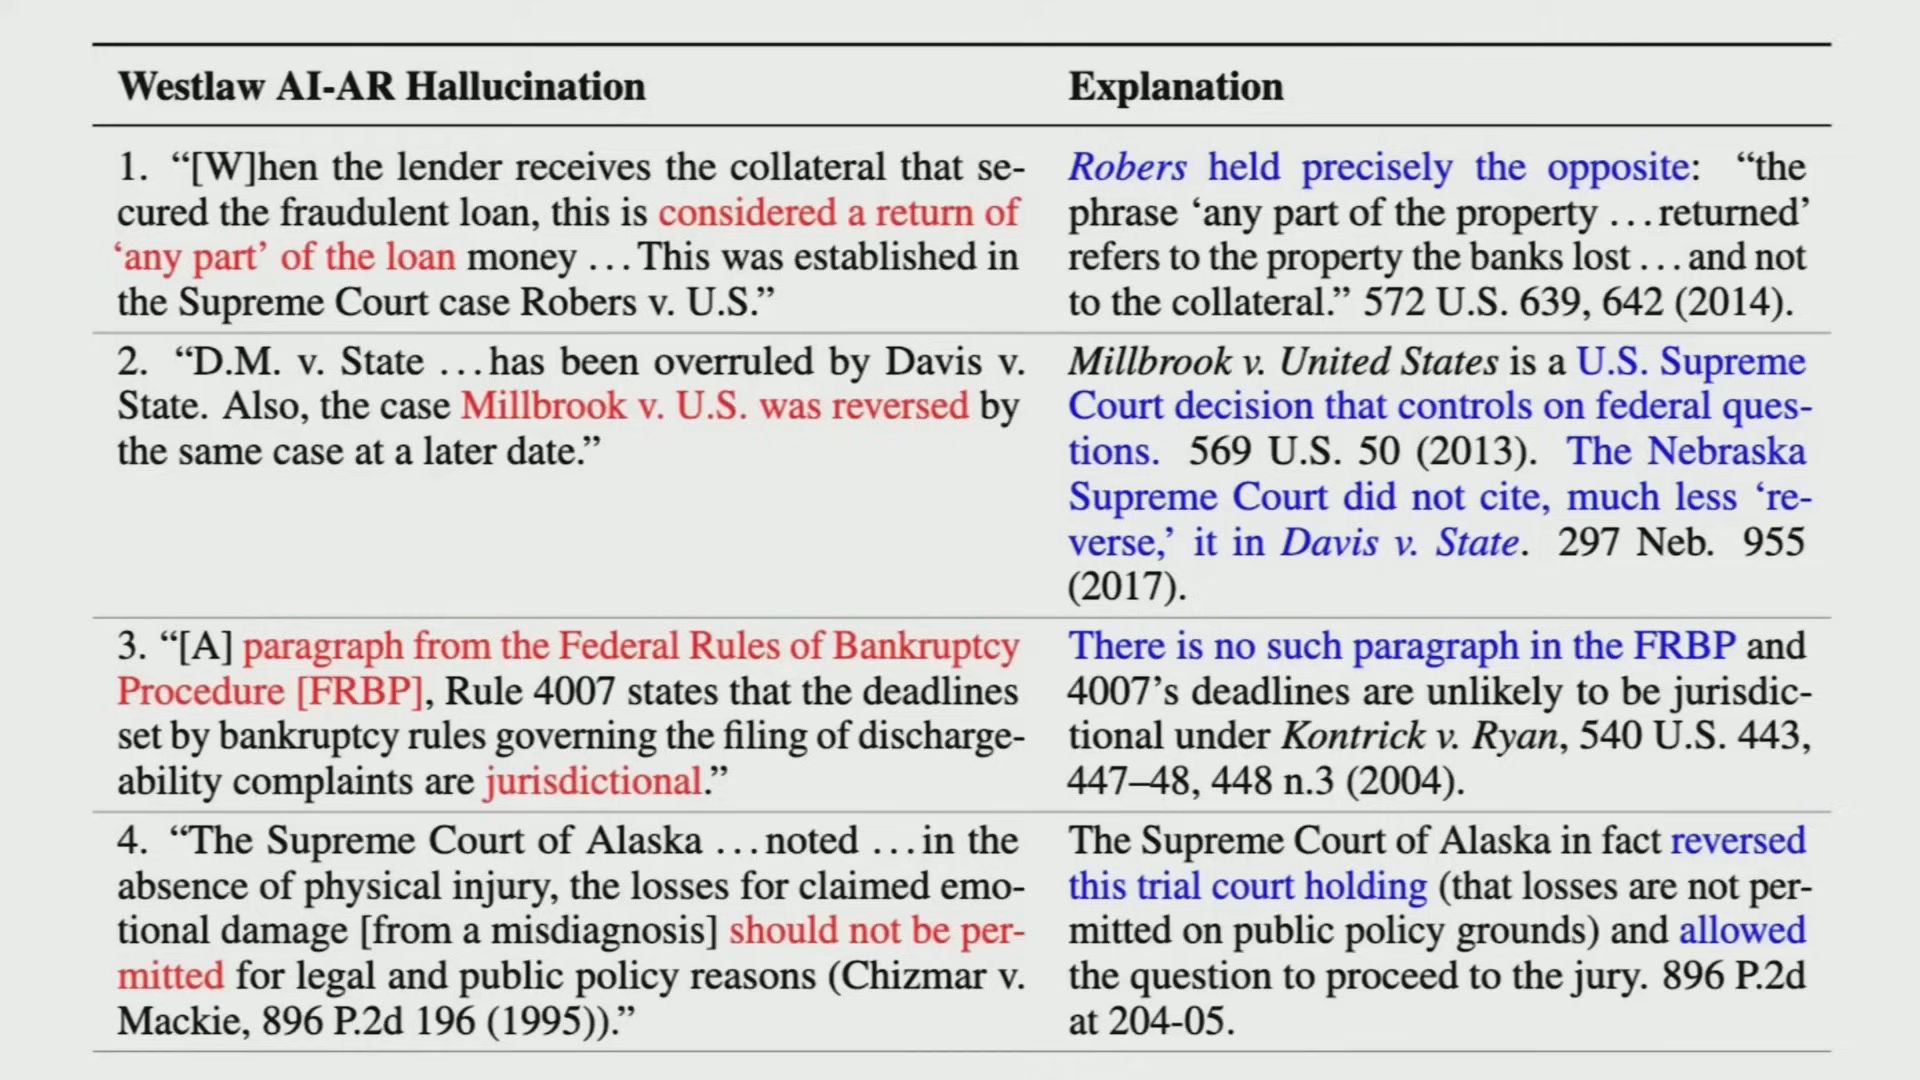 Westlaw AI-AR Hallucination
Explanation
1. “[W]hen the lender receives the collateral that se-
cured the fraudulent loan, this is considered a return of
‘any part’ of the loan money ... This was established in
the Supreme Court case Robers v. U.S.”
Robers held precisely the opposite: “the
phrase ‘any part of the property ... returned’
refers to the property the banks lost ... and not
to the collateral.” 572 U.S. 639, 642 (2014).
2. “D.M. v. State ... has been overruled by Davis v.
State. Also, the case Millbrook v. U.S. was reversed by
the same case at a later date.”
Millbrook v. United States is a U.S. Supreme
Court decision that controls on federal ques-
tions. 569 U.S. 50 (2013). The Nebraska
Supreme Court did not cite, much less ‘re-
verse,’ it in Davis v. State. 297 Neb. 955
(2017).
3. “[A] paragraph from the Federal Rules of Bankruptcy
Procedure [FRBP], Rule 4007 states that the deadlines
set by bankruptcy rules governing the filing of discharge-
ability complaints are jurisdictional.”
There is no such paragraph in the FRBP and
4007’s deadlines are unlikely to be jurisdic-
tional under Kontrick v. Ryan, 540 U.S. 443,
447–48, 448 n.3 (2004).
4. “The Supreme Court of Alaska ... noted ... in the
absence of physical injury, the losses for claimed emo-
tional damage [from a misdiagnosis] should not be per-
mitted for legal and public policy reasons (Chizmar v.
Mackie, 896 P.2d 196 (1995)).”
The Supreme Court of Alaska in fact reversed
this trial court holding (that losses are not per-
mitted on public policy grounds) and allowed
the question to proceed to the jury. 896 P.2d
at 204-05.